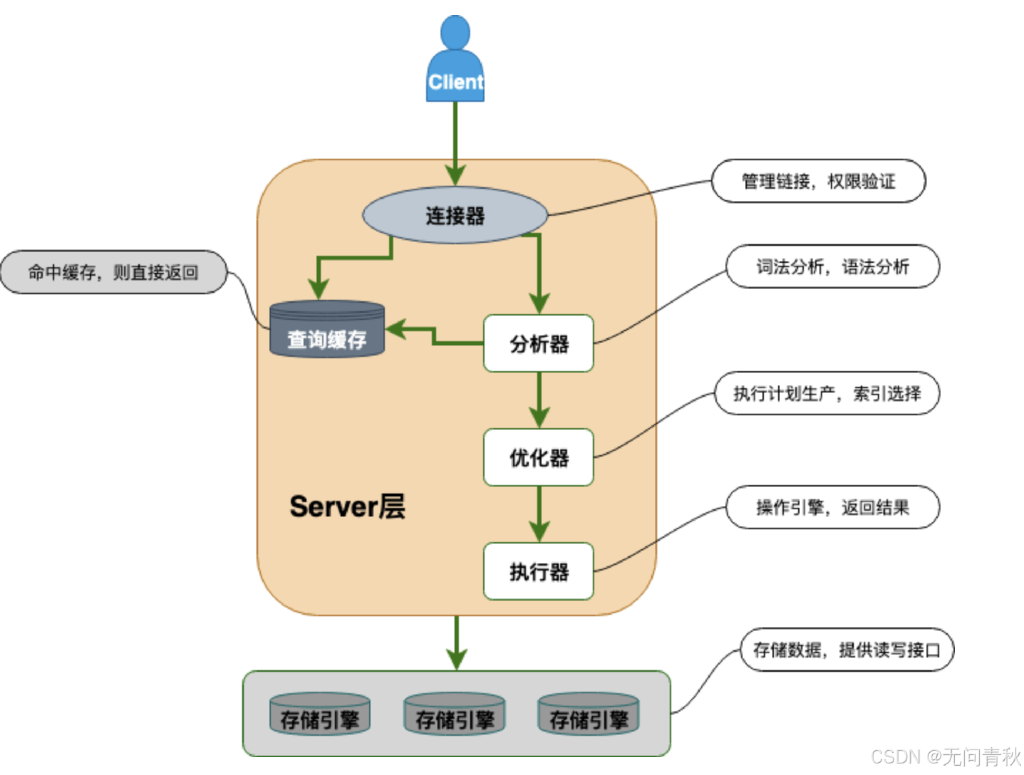 Client
管理链接，权限验证
连接器
词法分析，语法分析
命中缓存，则直接返回
查询缓存
分析器
执行计划生产，索引选择
优化器
Server层
操作引擎，返回结果
执行器
存储数据，提供读写接口
存储引擎
存储引擎
存储引擎
CSDN @无问青秋